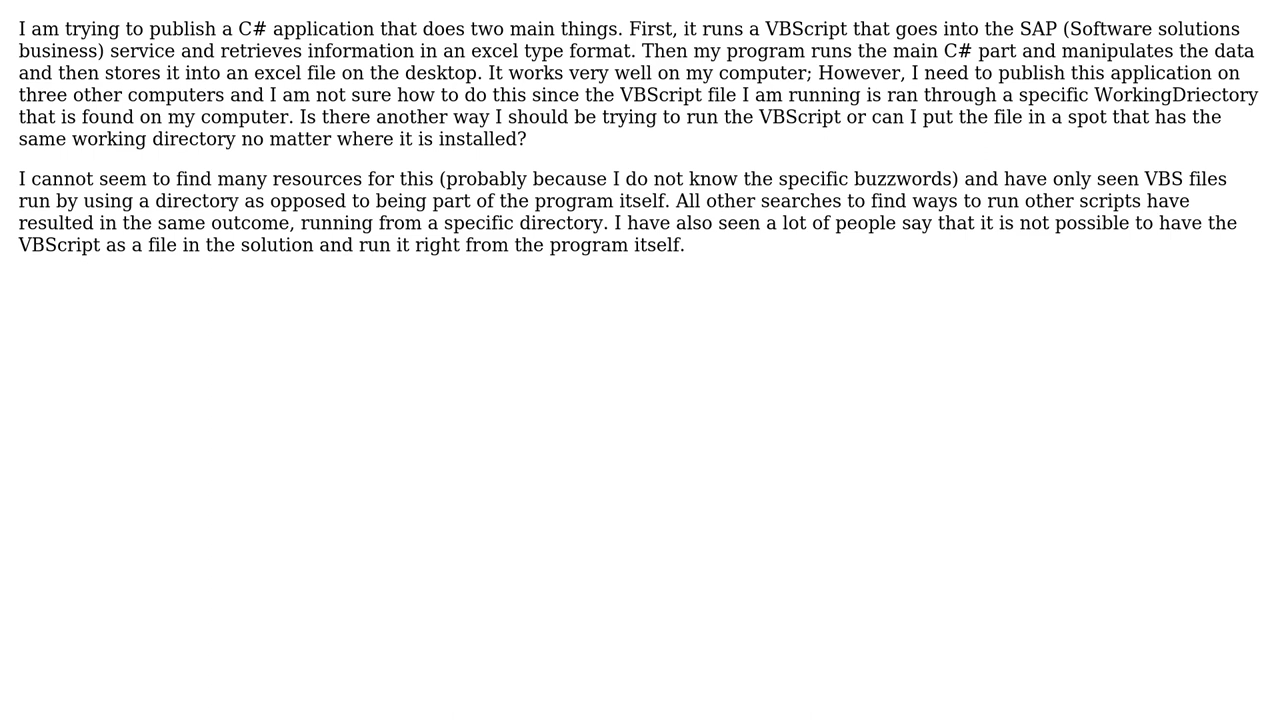 I am trying to publish a C# application that does two main things. First, it runs a VBScript that goes into the SAP (Software solutions
business) service and retrieves information in an excel type format. Then my program runs the main C# part and manipulates the data
and then stores it into an excel file on the desktop. It works very well on my computer; However, I need to publish this application on
three other computers and I am not sure how to do this since the VBScript file I am running is ran through a specific WorkingDriectory
that is found on my computer. Is there another way I should be trying to run the VBScript or can I put the file in a spot that has the
same working directory no matter where it is installed?
I cannot seem to find many resources for this (probably because I do not know the specific buzzwords) and have only seen VBS files
run by using a directory as opposed to being part of the program itself. All other searches to find ways to run other scripts have
resulted in the same outcome, running from a specific directory. I have also seen a lot of people say that it is not possible to have the
VBScript as a file in the solution and run it right from the program itself.